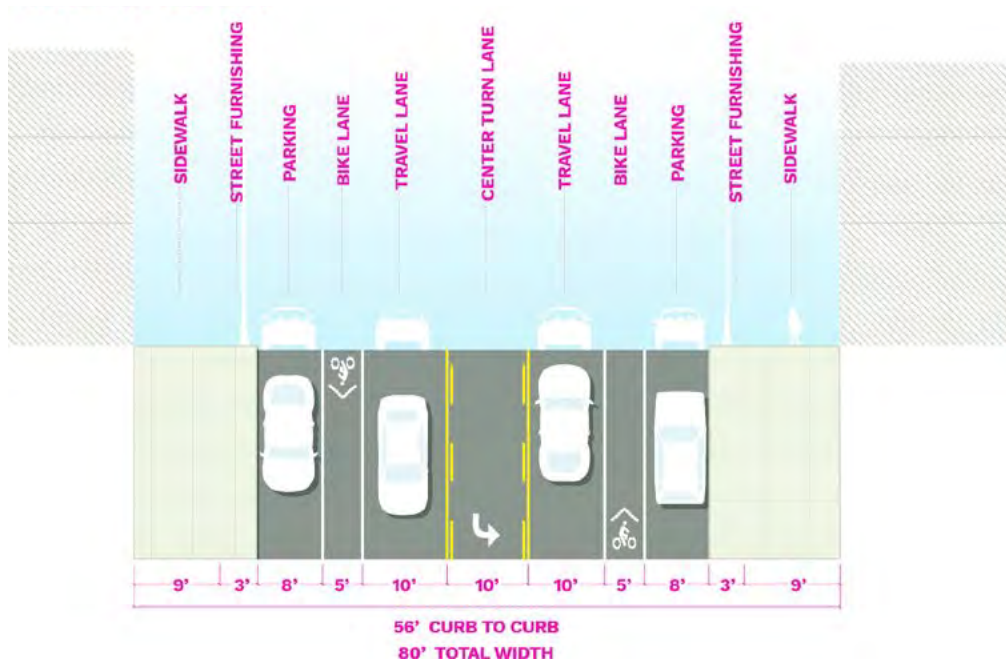 SIDEWALK
STREET FURNISHING
PARKING
BIKE LANE
TRAVEL LANE
CENTER TURN LANE
TRAVEL LANE
BIKE LANE
PARKING
STREET FURNISHING
SIDEWALK
9' 3' 8' 5' 10' 10' 10' 5' 8' 3' 9'
56' CURB TO CURB
80' TOTAL WIDTH